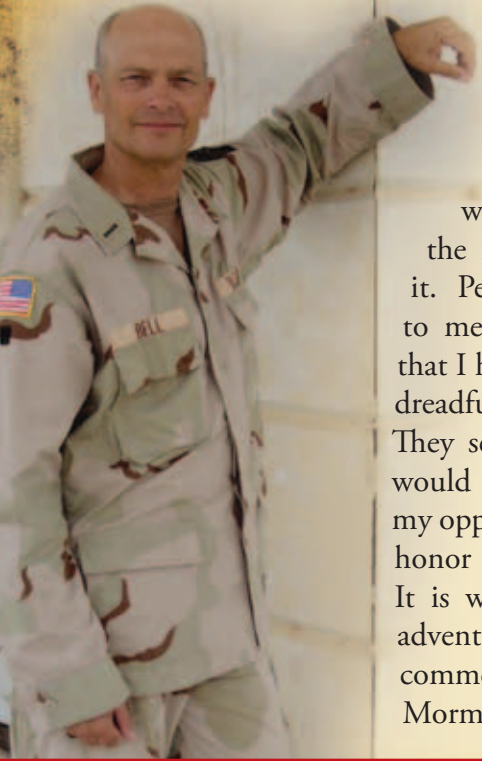 BELL
w
the
it. Pe
to me
that I h
dreadfu
They se
would
my opp
honor
It is w
advent
comme
Morm